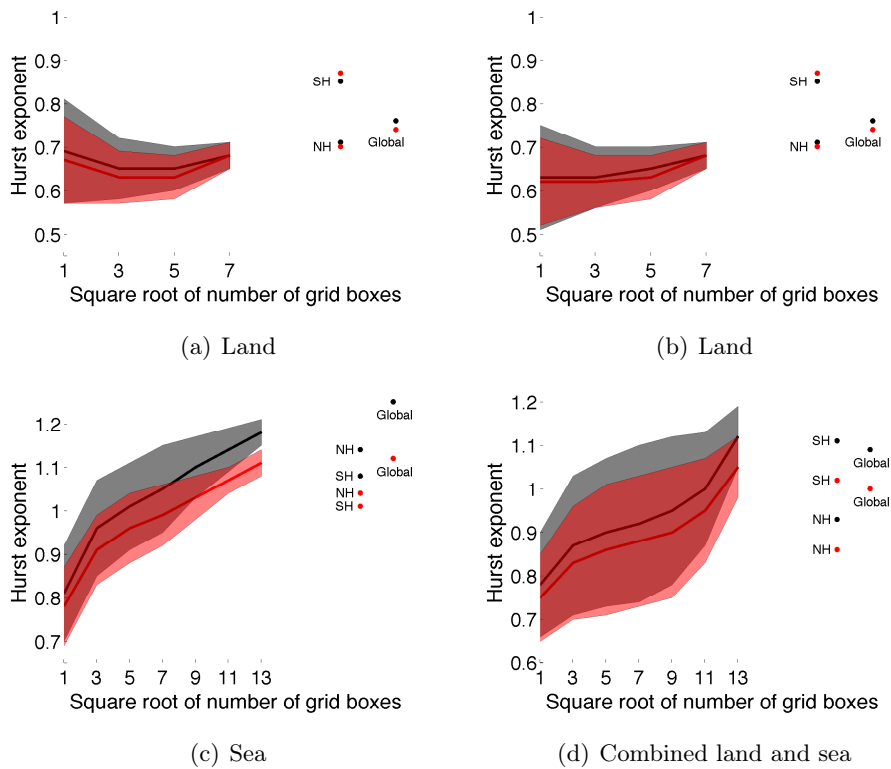 1
0.9
0.8
0.7
0.6
0.5
Hurst exponent
SH
NH
Global
1 3 5 7
Square root of number of grid boxes
(a) Land
1
0.9
0.8
0.7
0.6
0.5
Hurst exponent
SH
NH
Global
1 3 5 7
Square root of number of grid boxes
(b) Land
1.2
1.1
1
0.9
0.8
0.7
Hurst exponent
Global
NH
Global
SH
NH
SH
1 3 5 7 9 11 13
Square root of number of grid boxes
(c) Sea
1.2
1.1
1
0.9
0.8
0.7
0.6
Hurst exponent
SH
Global
SH
Global
NH
NH
1 3 5 7 9 11 13
Square root of number of grid boxes
(d) Combined land and sea